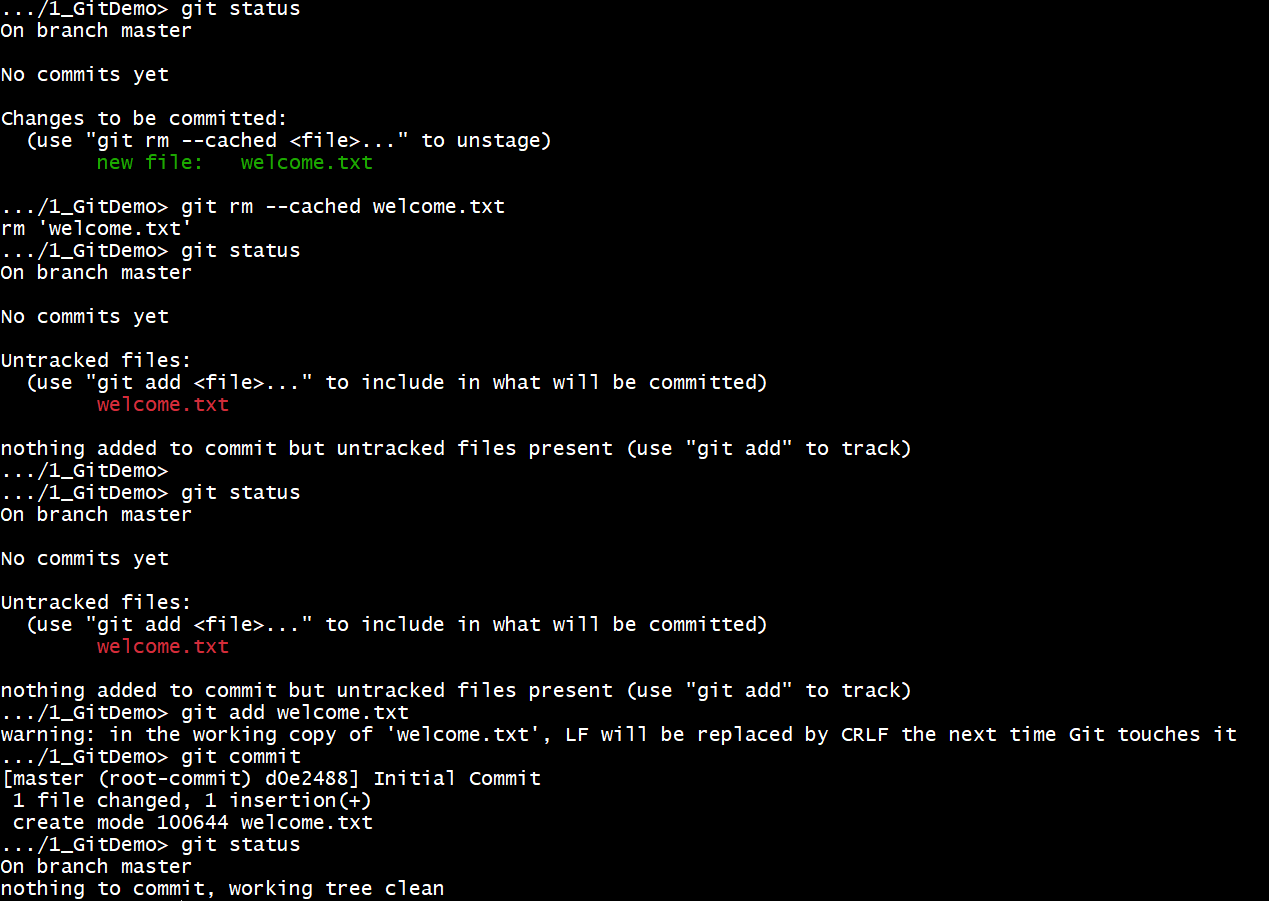 .../1_GitDemo> git status
On branch master

No commits yet

Changes to be committed:
  (use "git rm --cached <file>..." to unstage)
        new file:   welcome.txt

.../1_GitDemo> git rm --cached welcome.txt
rm 'welcome.txt'
.../1_GitDemo> git status
On branch master

No commits yet

Untracked files:
  (use "git add <file>..." to include in what will be committed)
        welcome.txt

nothing added to commit but untracked files present (use "git add" to track)
.../1_GitDemo>
.../1_GitDemo> git status
On branch master

No commits yet

Untracked files:
  (use "git add <file>..." to include in what will be committed)
        welcome.txt

nothing added to commit but untracked files present (use "git add" to track)
.../1_GitDemo> git add welcome.txt
warning: in the working copy of 'welcome.txt', LF will be replaced by CRLF the next time Git touches it
.../1_GitDemo> git commit
[master (root-commit) d0e2488] Initial Commit
 1 file changed, 1 insertion(+)
 create mode 100644 welcome.txt
.../1_GitDemo> git status
On branch master
nothing to commit, working tree clean